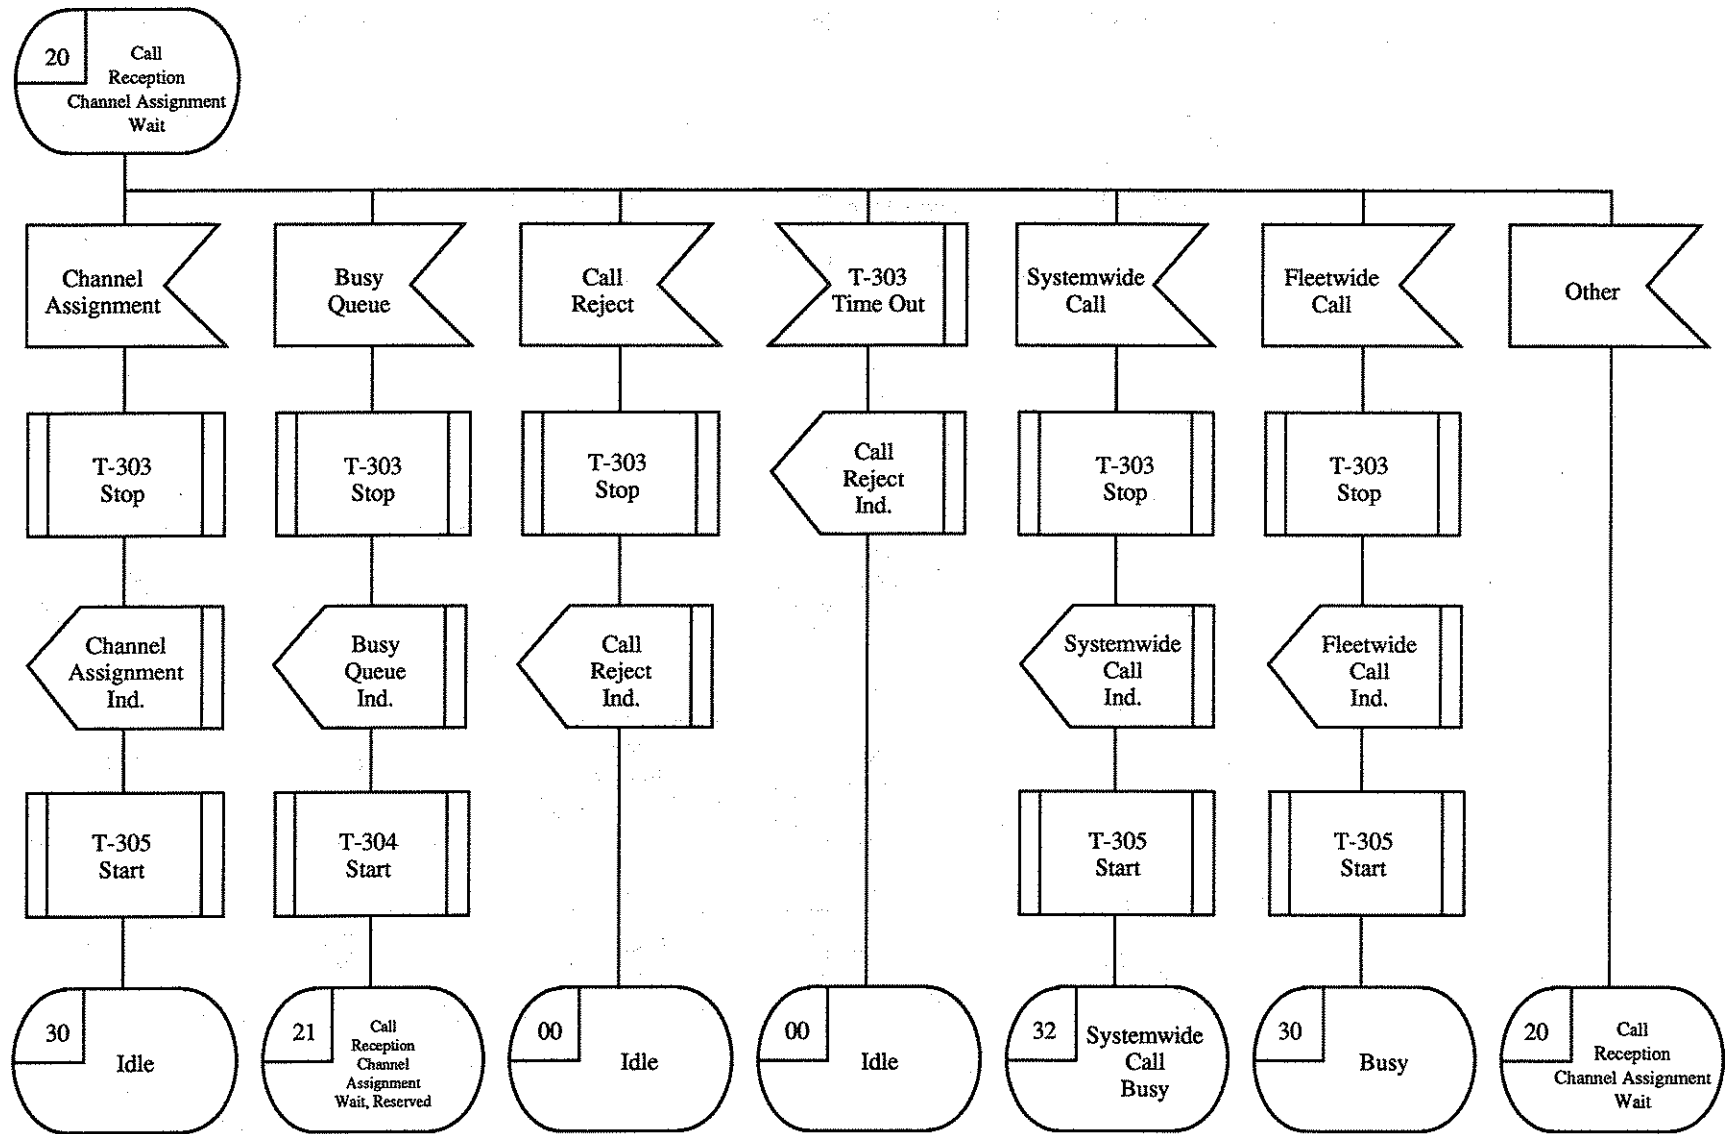 20
Call
Reception
Channel Assignment
Wait
Channel
Assignment
Busy
Queue
Call
Reject
T-303
Time Out
Systemwide
Call
Fleetwide
Call
Other
T-303
Stop
T-303
Stop
T-303
Stop
Call
Reject
Ind.
T-303
Stop
T-303
Stop
Channel
Assignment
Ind.
Busy
Queue
Ind.
Call
Reject
Ind.
Systemwide
Call
Ind.
Fleetwide
Call
Ind.
T-305
Start
T-304
Start
T-305
Start
T-305
Start
30
Idle
21
Call
Reception
Channel
Assignment
Wait, Reserved
00
Idle
00
Idle
32
Systemwide
Call
Busy
30
Busy
20
Call
Reception
Channel Assignment
Wait